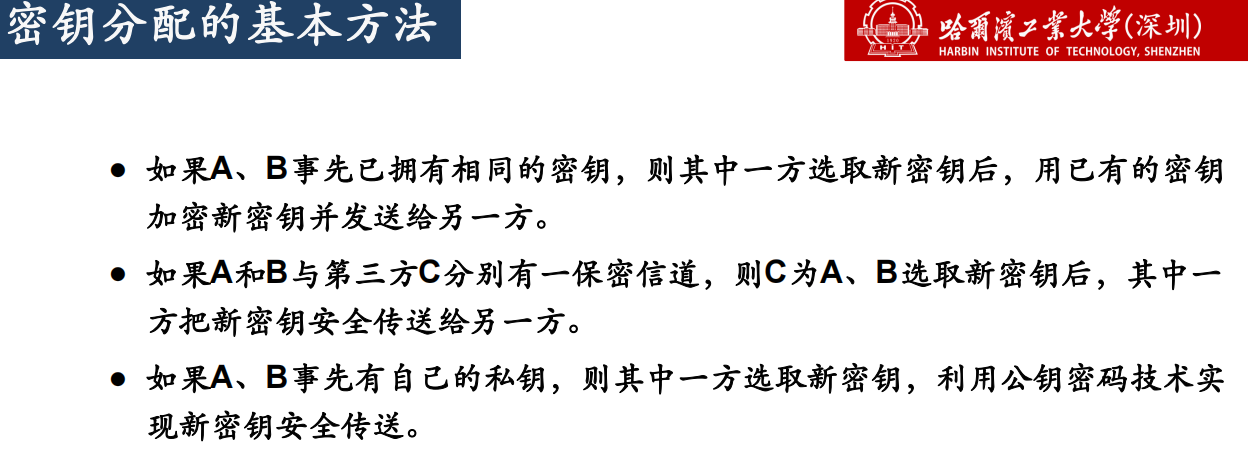 密钥分配的基本方法
哈尔滨工业大学(深圳)
HARBIN INSTITUTE OF TECHNOLOGY, SHENZHEN
1920
HIT
● 如果A、B事先已拥有相同的密钥，则其中一方选取新密钥后，用已有的密钥
加密新密钥并发送给另一方。
● 如果A和B与第三方C分别有一保密信道，则C为A、B选取新密钥后，其中一
方把新密钥安全传送给另一方。
● 如果A、B事先有自己的私钥，则其中一方选取新密钥，利用公钥密码技术实
现新密钥安全传送。